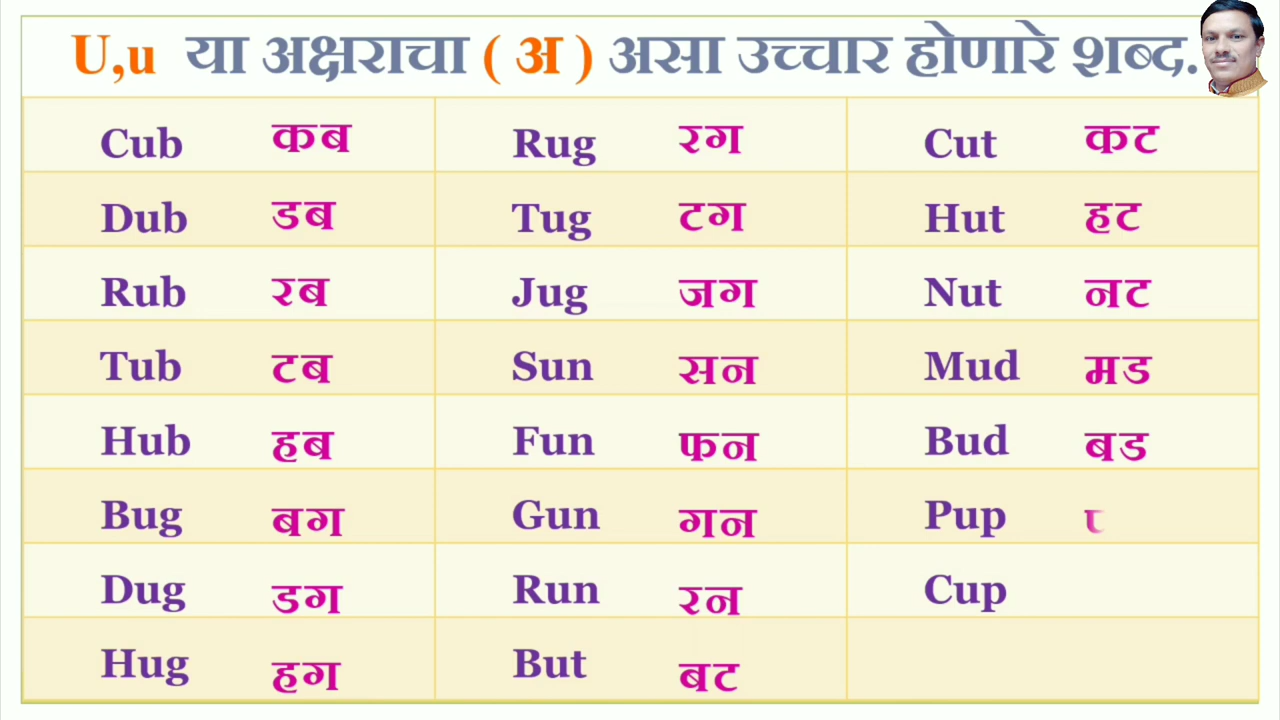 U,u या अक्षराचा ( अ ) असा उच्चार होणारे शब्द.
Cub कब Rug रग Cut कट
Dub डब Tug टग Hut हट
Rub रब Jug जग Nut नट
Tub टब Sun सन Mud मड
Hub हब Fun फन Bud बड
Bug बग Gun गन Pup
Dug डग Run रन Cup
Hug हग But बट